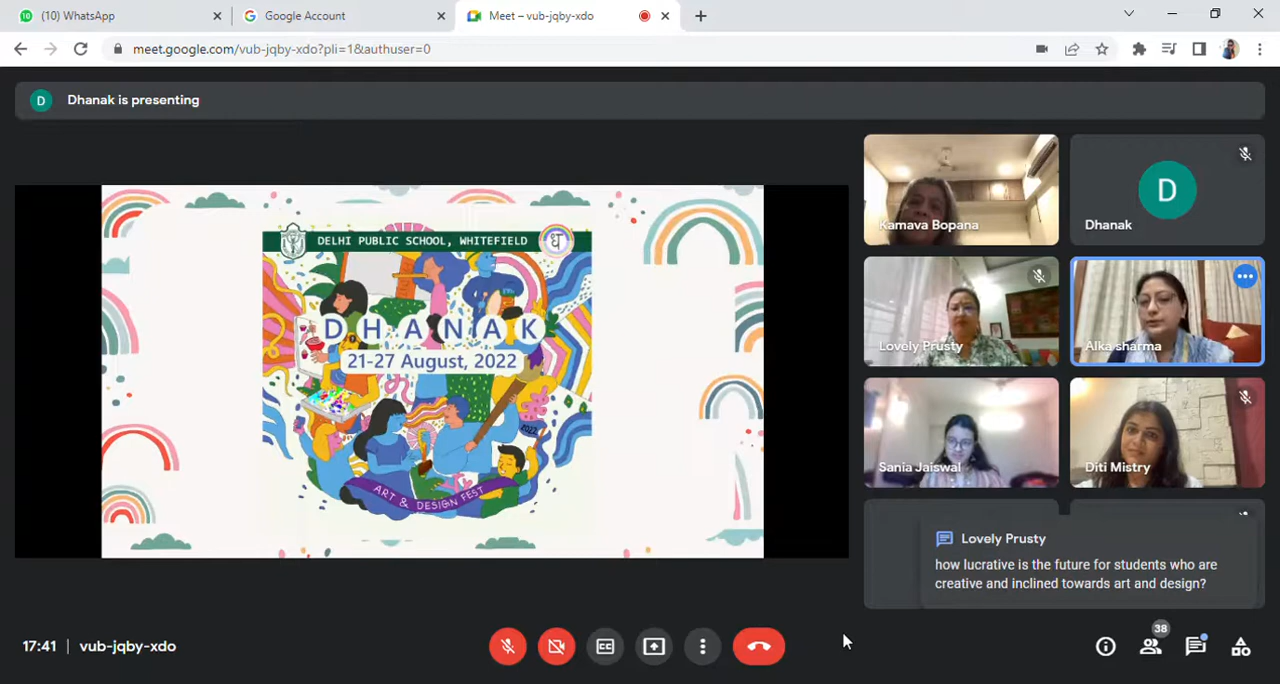 (10) WhatsApp
Google Account
Meet – vub-jqby-xdo
meet.google.com/vub-jqby-xdo?pli=1&authuser=0
D
Dhanak is presenting
DELHI PUBLIC SCHOOL, WHITEFIELD
ध
DHANAK
21-27 August, 2022
2022
ART & DESIGN FEST
Kamava Bopana
D
Dhanak
Lovely Prusty
Alka sharma
Sania Jaiswal
Diti Mistry
Lovely Prusty
how lucrative is the future for students who are
creative and inclined towards art and design?
17:41 | vub-jqby-xdo
CC
38